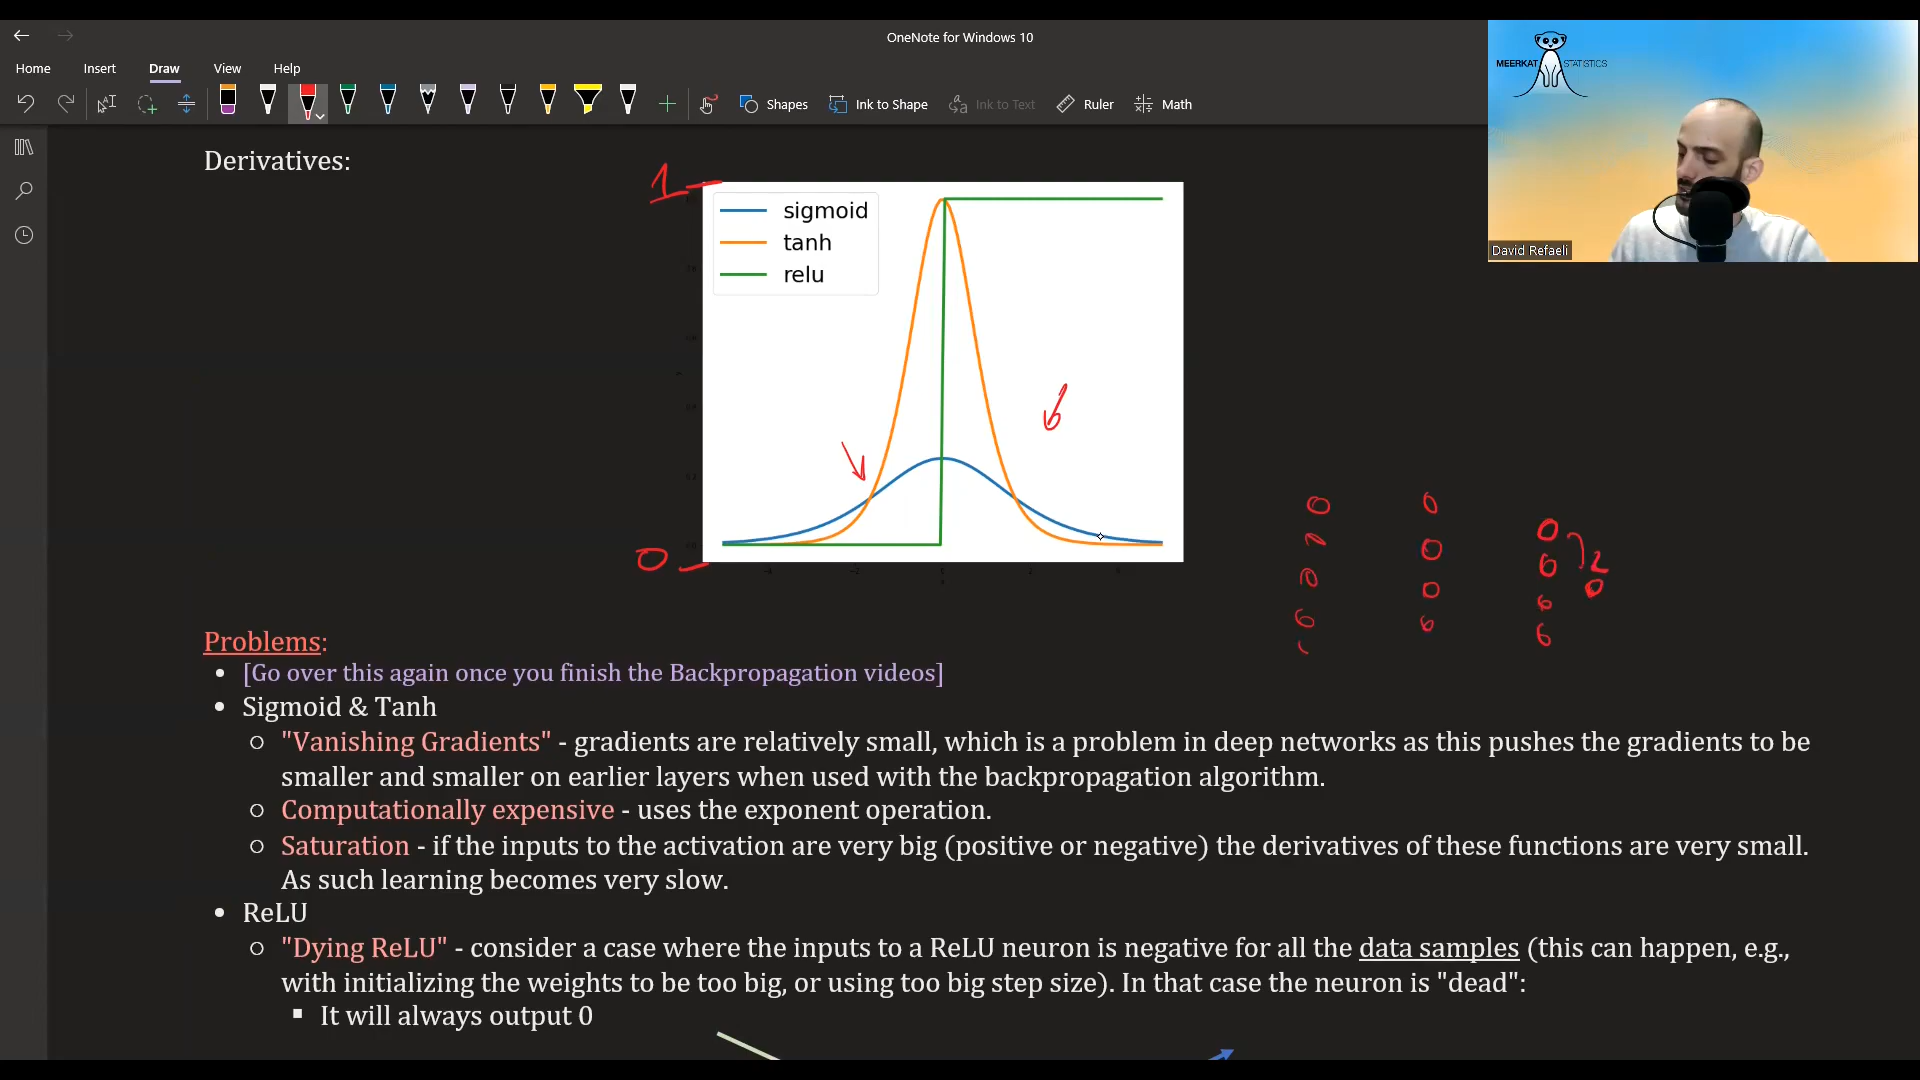 OneNote for Windows 10
MEERKAT STATISTICS
Home Insert Draw View Help
Shapes Ink to Shape Ink to Text Ruler Math
Derivatives:
1
sigmoid
tanh
relu
David Refaeli
0
Problems:
• [Go over this again once you finish the Backpropagation videos]
• Sigmoid & Tanh
○ "Vanishing Gradients" - gradients are relatively small, which is a problem in deep networks as this pushes the gradients to be
smaller and smaller on earlier layers when used with the backpropagation algorithm.
○ Computationally expensive - uses the exponent operation.
○ Saturation - if the inputs to the activation are very big (positive or negative) the derivatives of these functions are very small.
As such learning becomes very slow.
• ReLU
○ "Dying ReLU" - consider a case where the inputs to a ReLU neuron is negative for all the data samples (this can happen, e.g.,
with initializing the weights to be too big, or using too big step size). In that case the neuron is "dead":
▪ It will always output 0